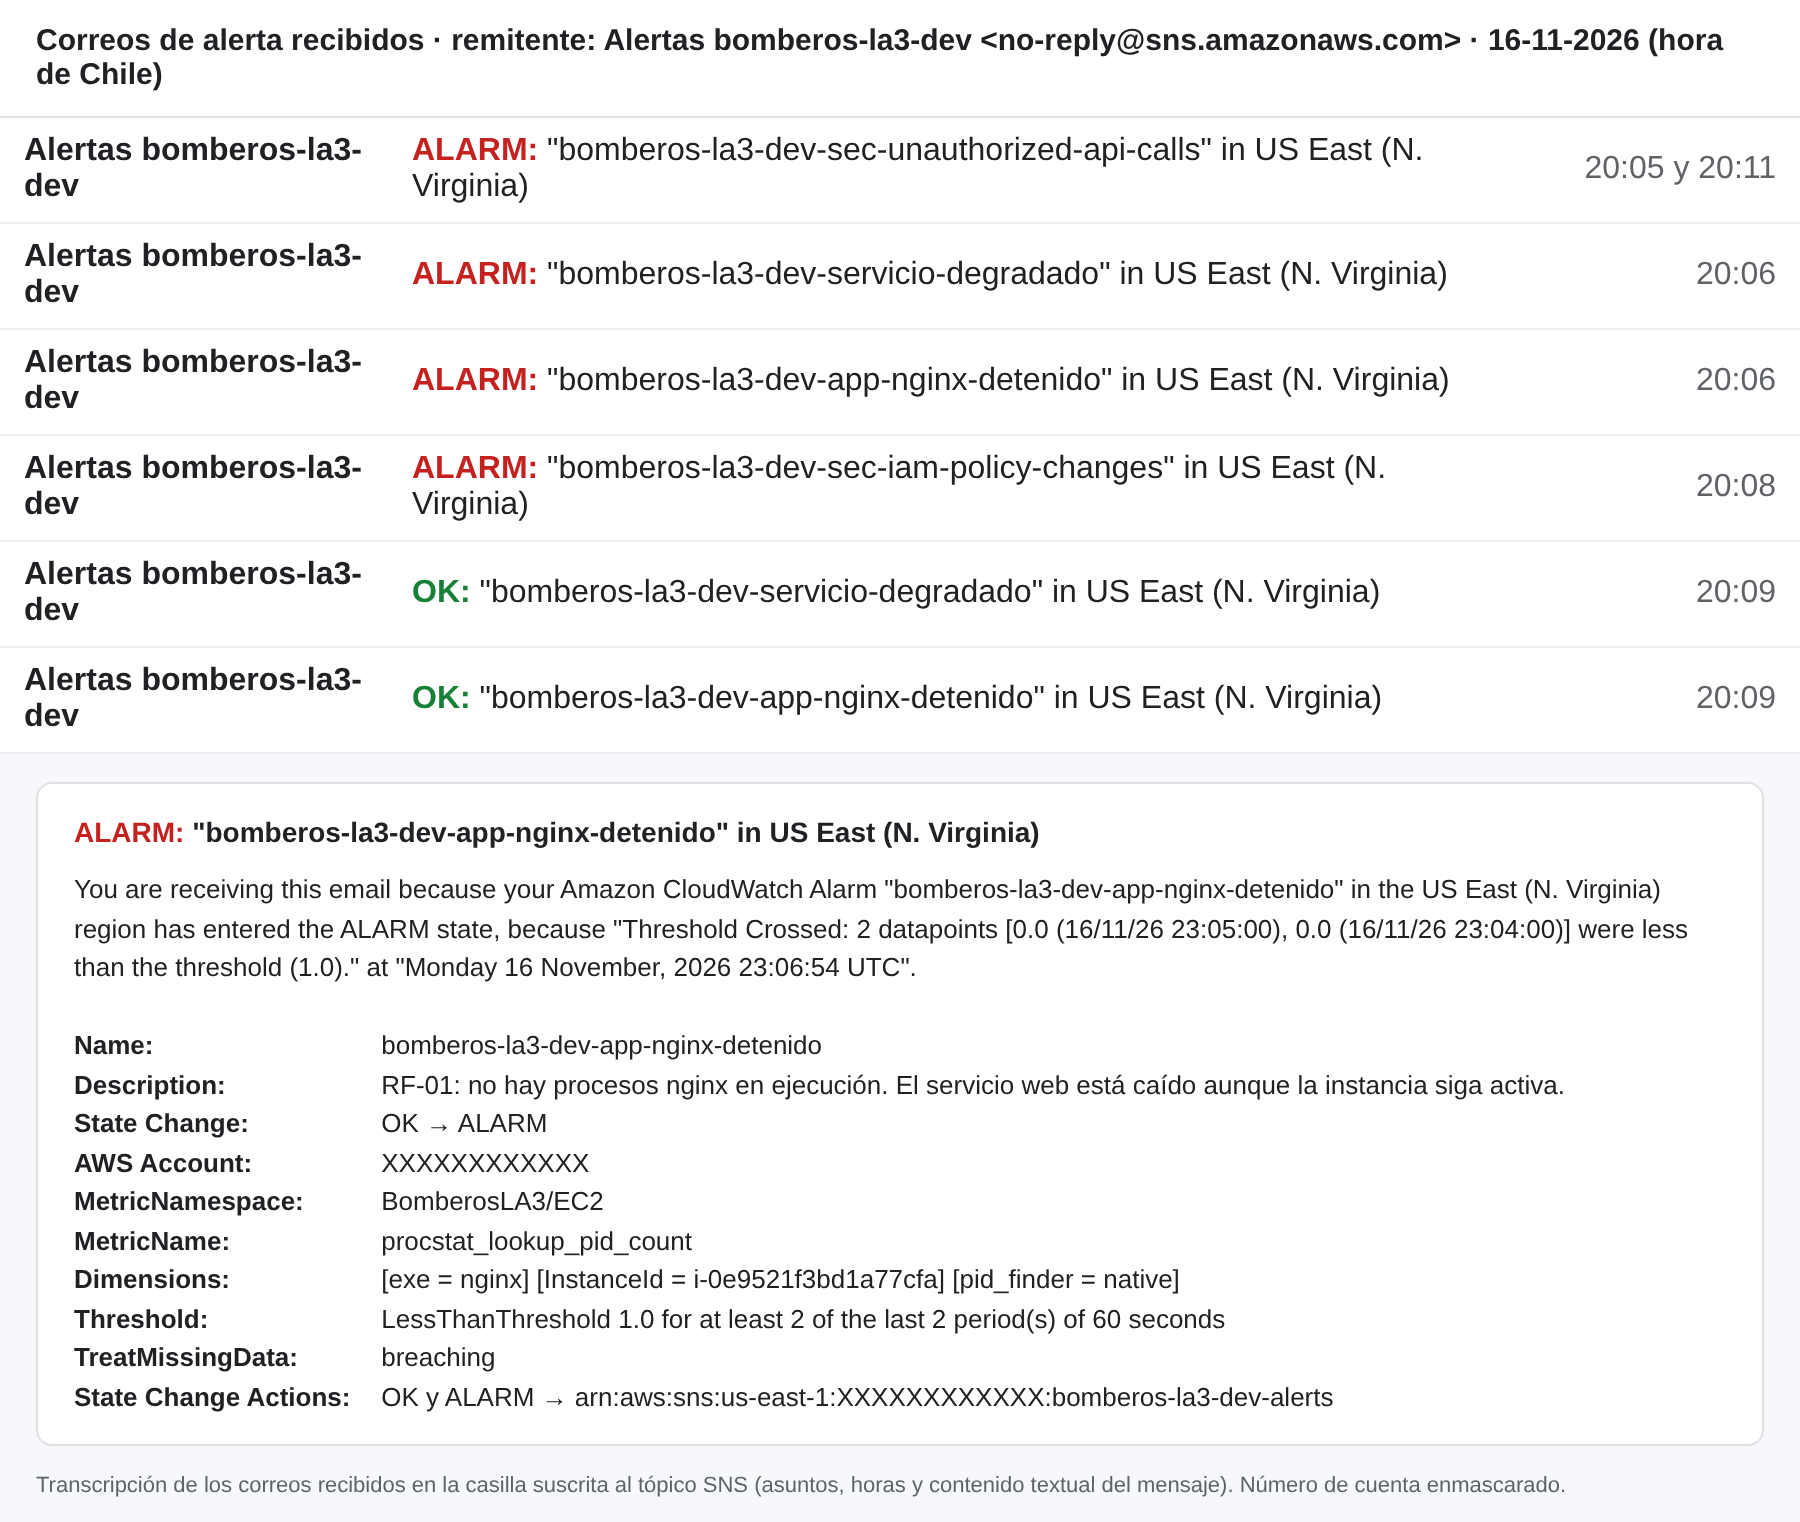 Correos de alerta recibidos · remitente: Alertas bomberos-la3-dev <no-reply@sns.amazonaws.com> · 16-11-2026 (hora
de Chile)
Alertas bomberos-la3-
dev
ALARM: "bomberos-la3-dev-sec-unauthorized-api-calls" in US East (N.
Virginia)
20:05 y 20:11
Alertas bomberos-la3-
dev
ALARM: "bomberos-la3-dev-servicio-degradado" in US East (N. Virginia)
20:06
Alertas bomberos-la3-
dev
ALARM: "bomberos-la3-dev-app-nginx-detenido" in US East (N. Virginia)
20:06
Alertas bomberos-la3-
dev
ALARM: "bomberos-la3-dev-sec-iam-policy-changes" in US East (N.
Virginia)
20:08
Alertas bomberos-la3-
dev
OK: "bomberos-la3-dev-servicio-degradado" in US East (N. Virginia)
20:09
Alertas bomberos-la3-
dev
OK: "bomberos-la3-dev-app-nginx-detenido" in US East (N. Virginia)
20:09
ALARM: "bomberos-la3-dev-app-nginx-detenido" in US East (N. Virginia)
You are receiving this email because your Amazon CloudWatch Alarm "bomberos-la3-dev-app-nginx-detenido" in the US East (N. Virginia)
region has entered the ALARM state, because "Threshold Crossed: 2 datapoints [0.0 (16/11/26 23:05:00), 0.0 (16/11/26 23:04:00)] were less
than the threshold (1.0)." at "Monday 16 November, 2026 23:06:54 UTC".
Name: bomberos-la3-dev-app-nginx-detenido
Description: RF-01: no hay procesos nginx en ejecución. El servicio web está caído aunque la instancia siga activa.
State Change: OK → ALARM
AWS Account: XXXXXXXXXXXX
MetricNamespace: BomberosLA3/EC2
MetricName: procstat_lookup_pid_count
Dimensions: [exe = nginx] [InstanceId = i-0e9521f3bd1a77cfa] [pid_finder = native]
Threshold: LessThanThreshold 1.0 for at least 2 of the last 2 period(s) of 60 seconds
TreatMissingData: breaching
State Change Actions: OK y ALARM → arn:aws:sns:us-east-1:XXXXXXXXXXXX:bomberos-la3-dev-alerts
Transcripción de los correos recibidos en la casilla suscrita al tópico SNS (asuntos, horas y contenido textual del mensaje). Número de cuenta enmascarado.